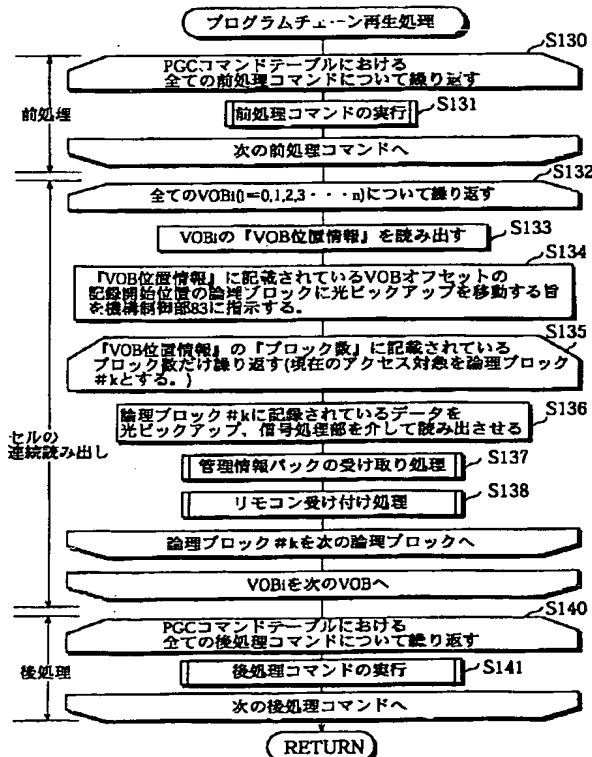 プログラムチェーン再生処理
S130
PGCコマンドテーブルにおける
全ての前処理コマンドについて繰り返す
前処理
前処理コマンドの実行
S131
次の前処理コマンドへ
S132
全てのVOBi(i=0,1,2,3・・・n)について繰り返す
VOBiの『VOB位置情報』を読み出す
S133
S134
『VOB位置情報』に記載されているVOBオフセットの
記録開始位置の論理ブロックに光ピックアップを移動する旨
を機構制御部83に指示する。
S135
『VOB位置情報』の『ブロック数』に記載されている
ブロック数だけ繰り返す(現在のアクセス対象を論理ブロック
#kとする。)
論理ブロック#kに記録されているデータを
光ピックアップ、信号処理部を介して読み出させる
S136
セルの
連続読み出し
管理情報パックの受け取り処理
S137
リモコン受け付け処理
S138
論理ブロック#kを次の論理ブロックへ
VOBiを次のVOBへ
S140
PGCコマンドテーブルにおける
全ての後処理コマンドについて繰り返す
後処理
後処理コマンドの実行
S141
次の後処理コマンドへ
RETURN